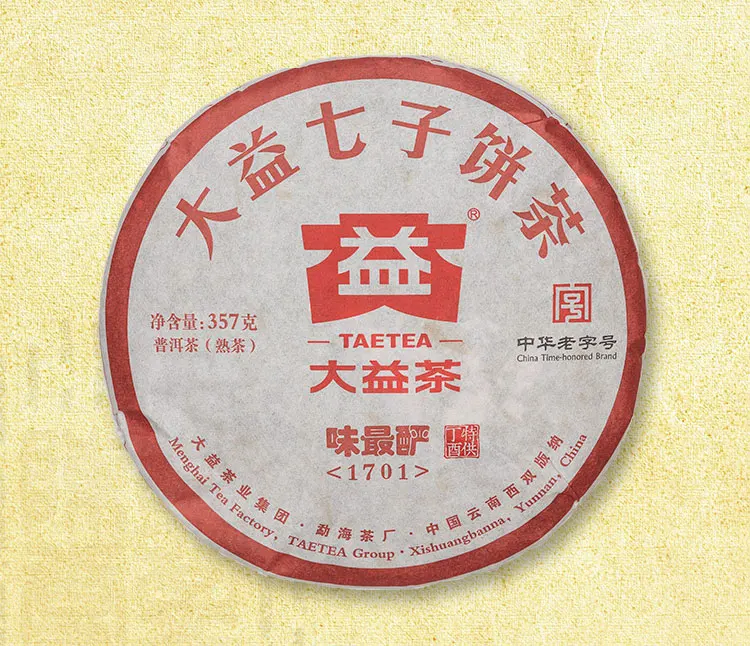 大益七子饼茶
益
®
TAETEA
大益茶
净含量:357克
普洱茶（熟茶）
中华老字号
China Time-honored Brand
味最酽
特供
丁酉
<1701>
大益茶业集团·勐海茶厂·中国云南西双版纳
Menghai Tea Factory, TAETEA Group·Xishuangbanna, Yunnan, China